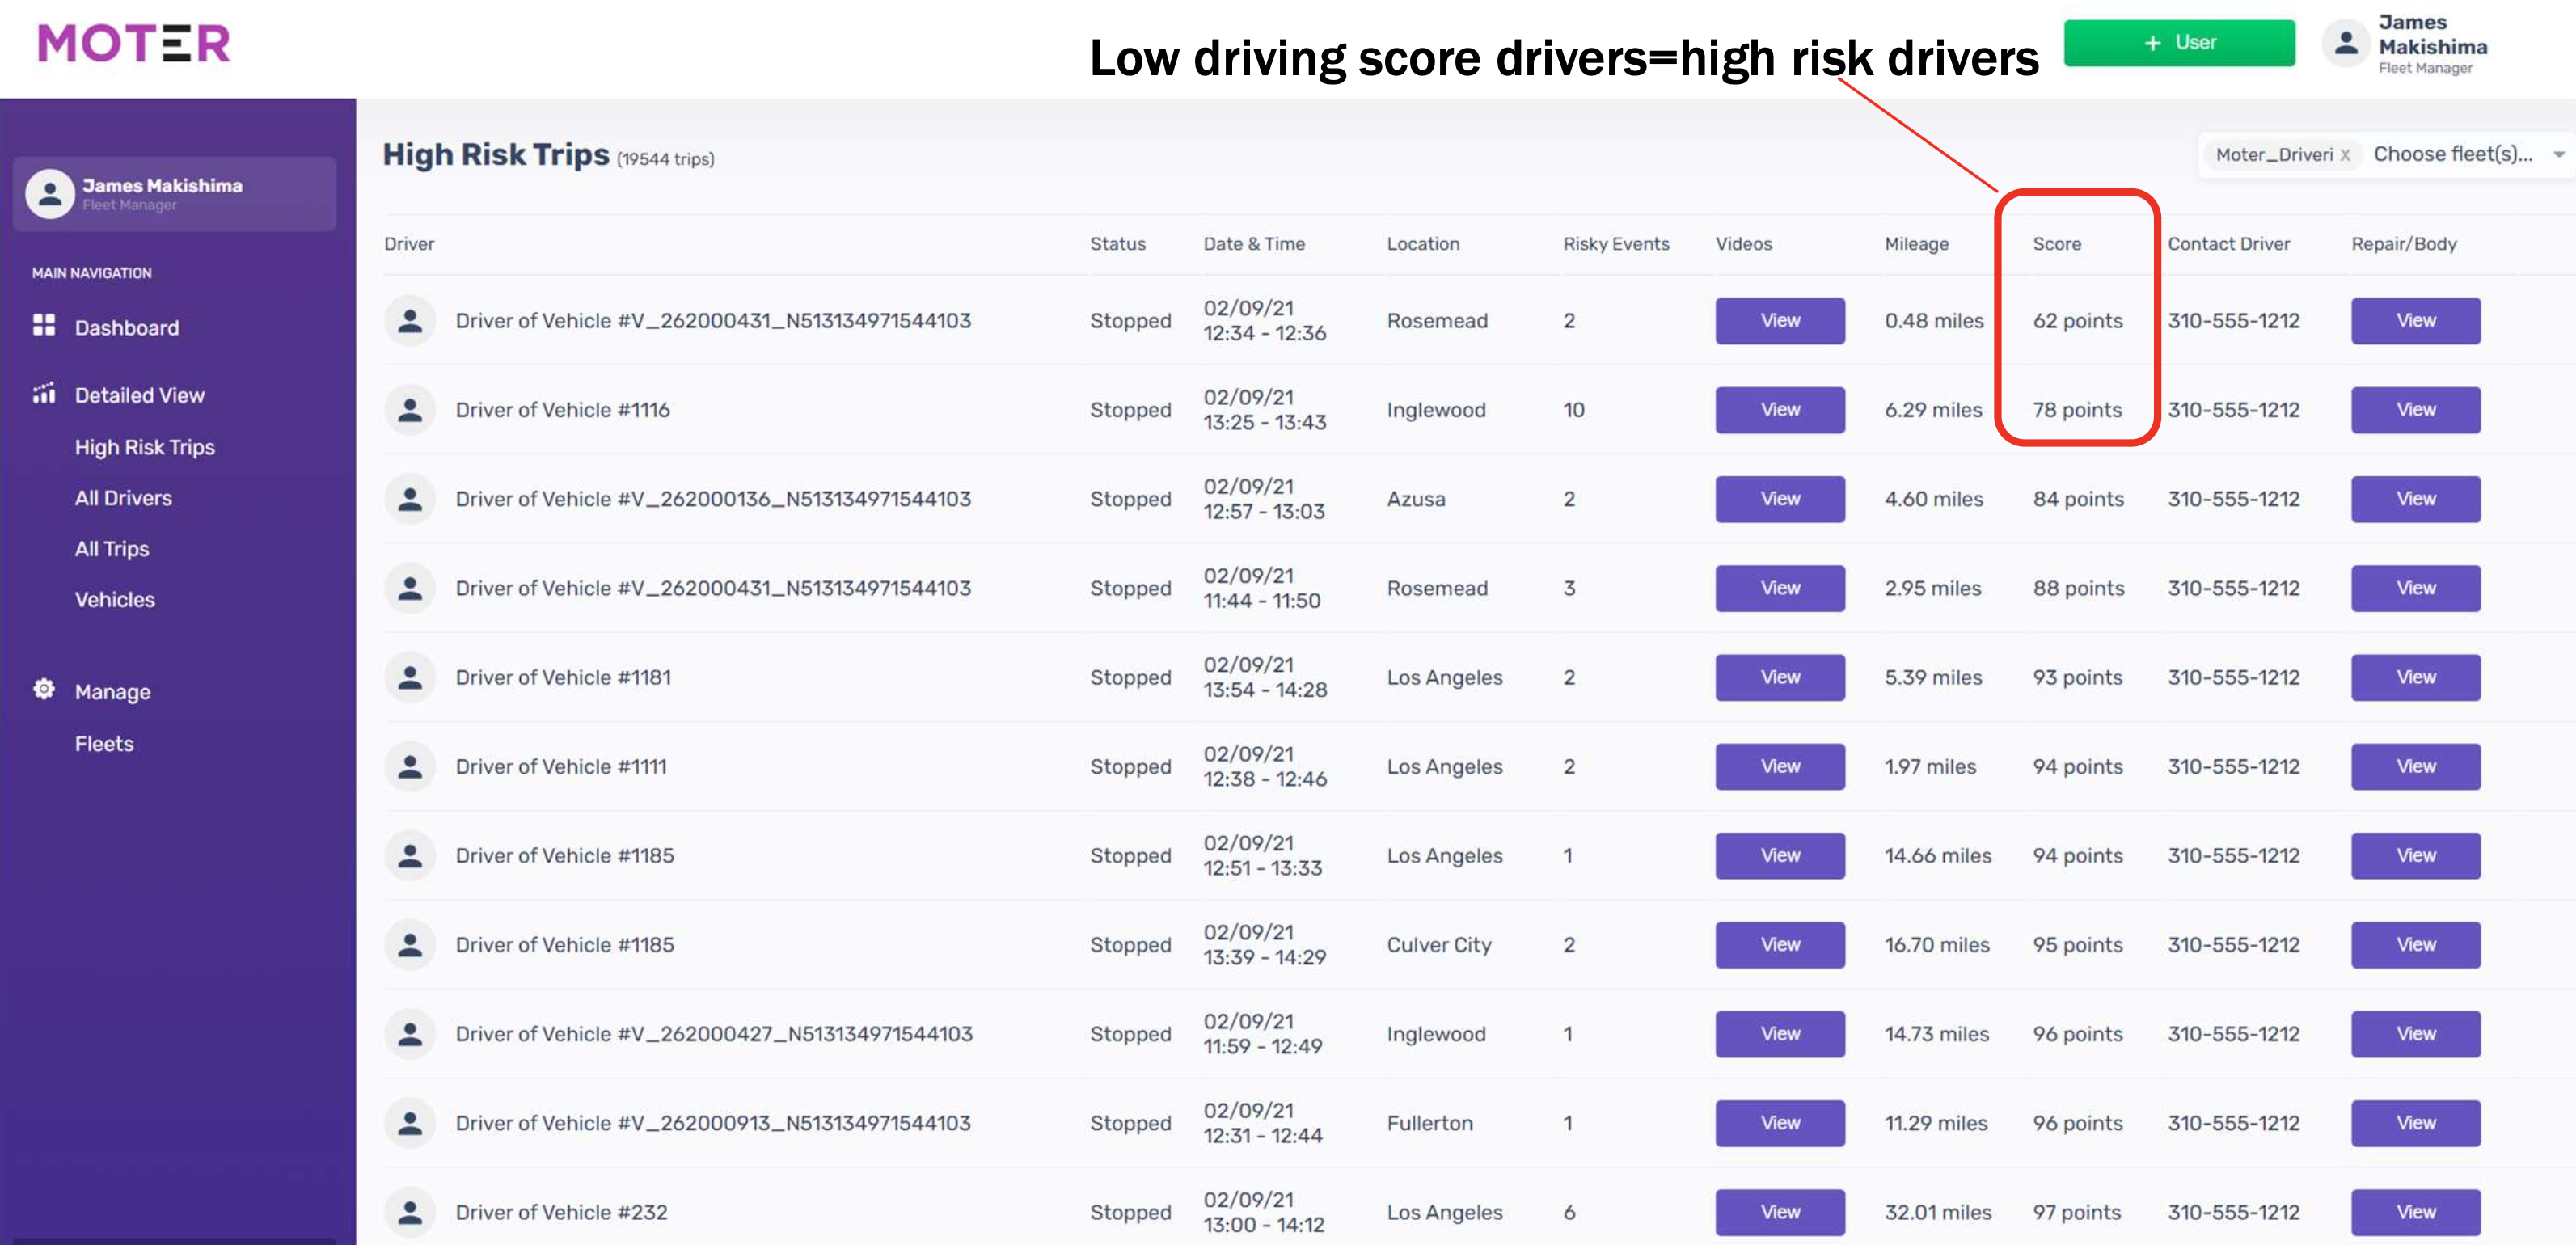 MOTER
Low driving score drivers=high risk drivers
+ User
James
Makishima
Fleet Manager
James Makishima
Fleet Manager
MAIN NAVIGATION
Dashboard
Detailed View
High Risk Trips
All Drivers
All Trips
Vehicles
Manage
Fleets
High Risk Trips (19544 trips)
Moter_Driveri x Choose fleet(s)...
Driver Status Date & Time Location Risky Events Videos Mileage Score Contact Driver Repair/Body
Driver of Vehicle #V_262000431_N513134971544103 Stopped 02/09/21 12:34 - 12:36 Rosemead 2 View 0.48 miles 62 points 310-555-1212 View
Driver of Vehicle #1116 Stopped 02/09/21 13:25 - 13:43 Inglewood 10 View 6.29 miles 78 points 310-555-1212 View
Driver of Vehicle #V_262000136_N513134971544103 Stopped 02/09/21 12:57 - 13:03 Azusa 2 View 4.60 miles 84 points 310-555-1212 View
Driver of Vehicle #V_262000431_N513134971544103 Stopped 02/09/21 11:44 - 11:50 Rosemead 3 View 2.95 miles 88 points 310-555-1212 View
Driver of Vehicle #1181 Stopped 02/09/21 13:54 - 14:28 Los Angeles 2 View 5.39 miles 93 points 310-555-1212 View
Driver of Vehicle #1111 Stopped 02/09/21 12:38 - 12:46 Los Angeles 2 View 1.97 miles 94 points 310-555-1212 View
Driver of Vehicle #1185 Stopped 02/09/21 12:51 - 13:33 Los Angeles 1 View 14.66 miles 94 points 310-555-1212 View
Driver of Vehicle #1185 Stopped 02/09/21 13:39 - 14:29 Culver City 2 View 16.70 miles 95 points 310-555-1212 View
Driver of Vehicle #V_262000427_N513134971544103 Stopped 02/09/21 11:59 - 12:49 Inglewood 1 View 14.73 miles 96 points 310-555-1212 View
Driver of Vehicle #V_262000913_N513134971544103 Stopped 02/09/21 12:31 - 12:44 Fullerton 1 View 11.29 miles 96 points 310-555-1212 View
Driver of Vehicle #232 Stopped 02/09/21 13:00 - 14:12 Los Angeles 6 View 32.01 miles 97 points 310-555-1212 View